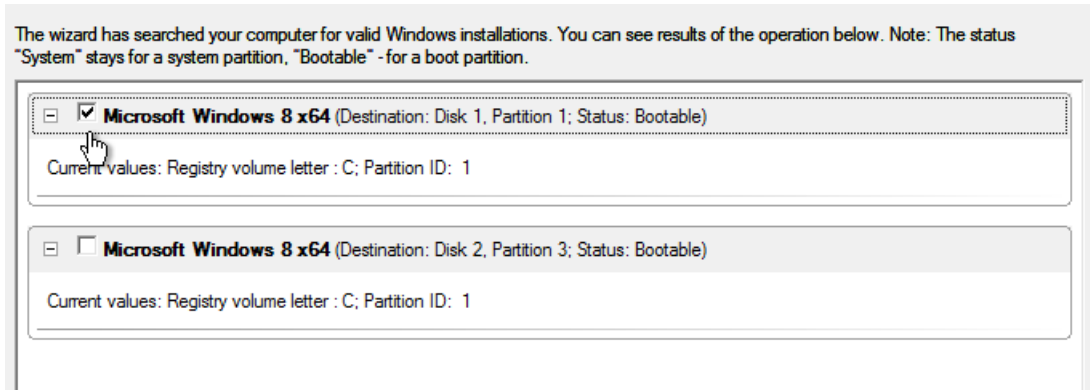 The wizard has searched your computer for valid Windows installations. You can see results of the operation below. Note: The status
"System" stays for a system partition, "Bootable" - for a boot partition.
Microsoft Windows 8 x64 (Destination: Disk 1, Partition 1; Status: Bootable)
Current values: Registry volume letter : C; Partition ID: 1
Microsoft Windows 8 x64 (Destination: Disk 2, Partition 3; Status: Bootable)
Current values: Registry volume letter : C; Partition ID: 1